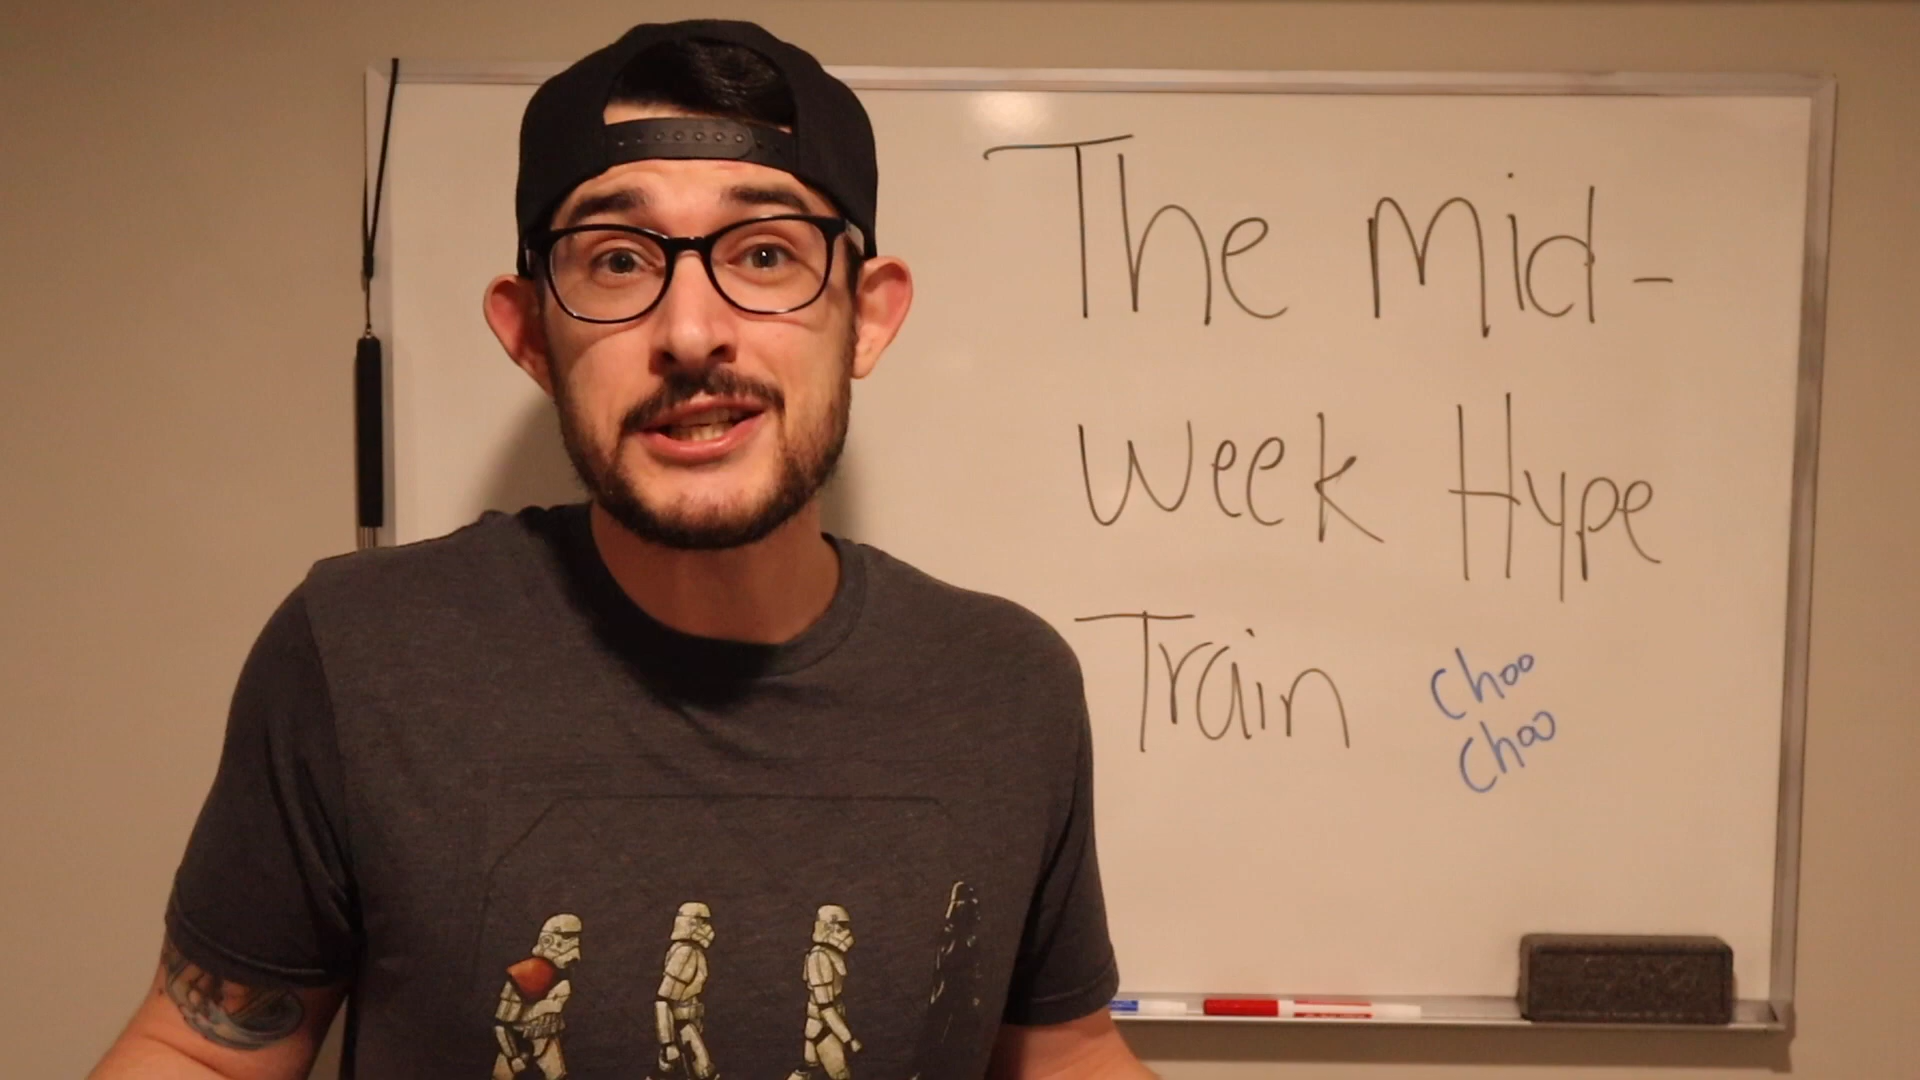 The Mid-
Week Hype
Train
Choo
Choo